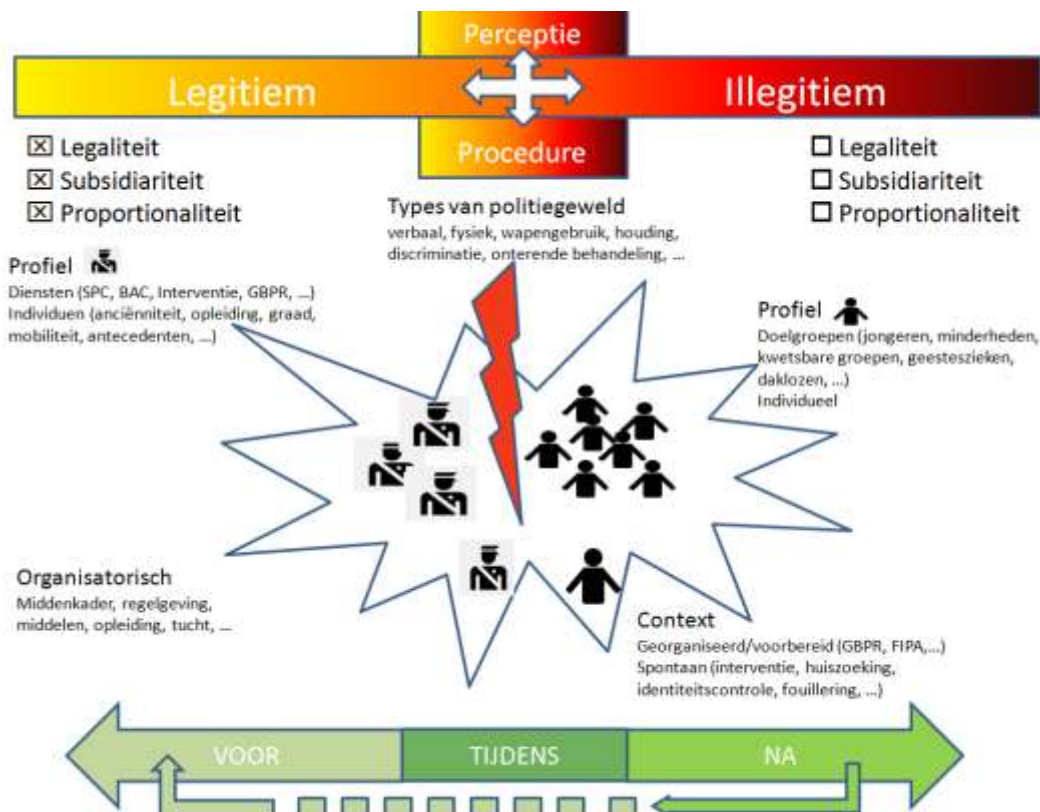 Perceptie
Legitiem
Illegitiem
Procedure
Legaliteit
Subsidiariteit
Proportionaliteit
Legaliteit
Subsidiariteit
Proportionaliteit
Types van politiegeweld
verbaal, fysiek, wapengebruik, houding,
discriminatie, onterende behandeling, ...
Profiel
Diensten (SPC, BAC, Interventie, GBPR, ...)
Individuen (anciënniteit, opleiding, graad,
mobiliteit, antecedenten, ...)
Profiel
Doelgroepen (jongeren, minderheden,
kwetsbare groepen, geesteszieken,
daklozen, ...)
Individueel
Organisatorisch
Middenkader, regelgeving,
middelen, opleiding, tucht, ...
Context
Georganiseerd/voorbereid (GBPR, FIPA,...)
Spontaan (interventie, huiszoeking,
identiteitscontrole, fouillering, ...)
VOOR
TIJDENS
NA